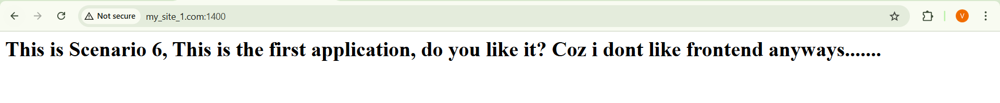 Not secure my_site_1.com:1400 V
This is Scenario 6, This is the first application, do you like it? Coz i dont like frontend anyways.......